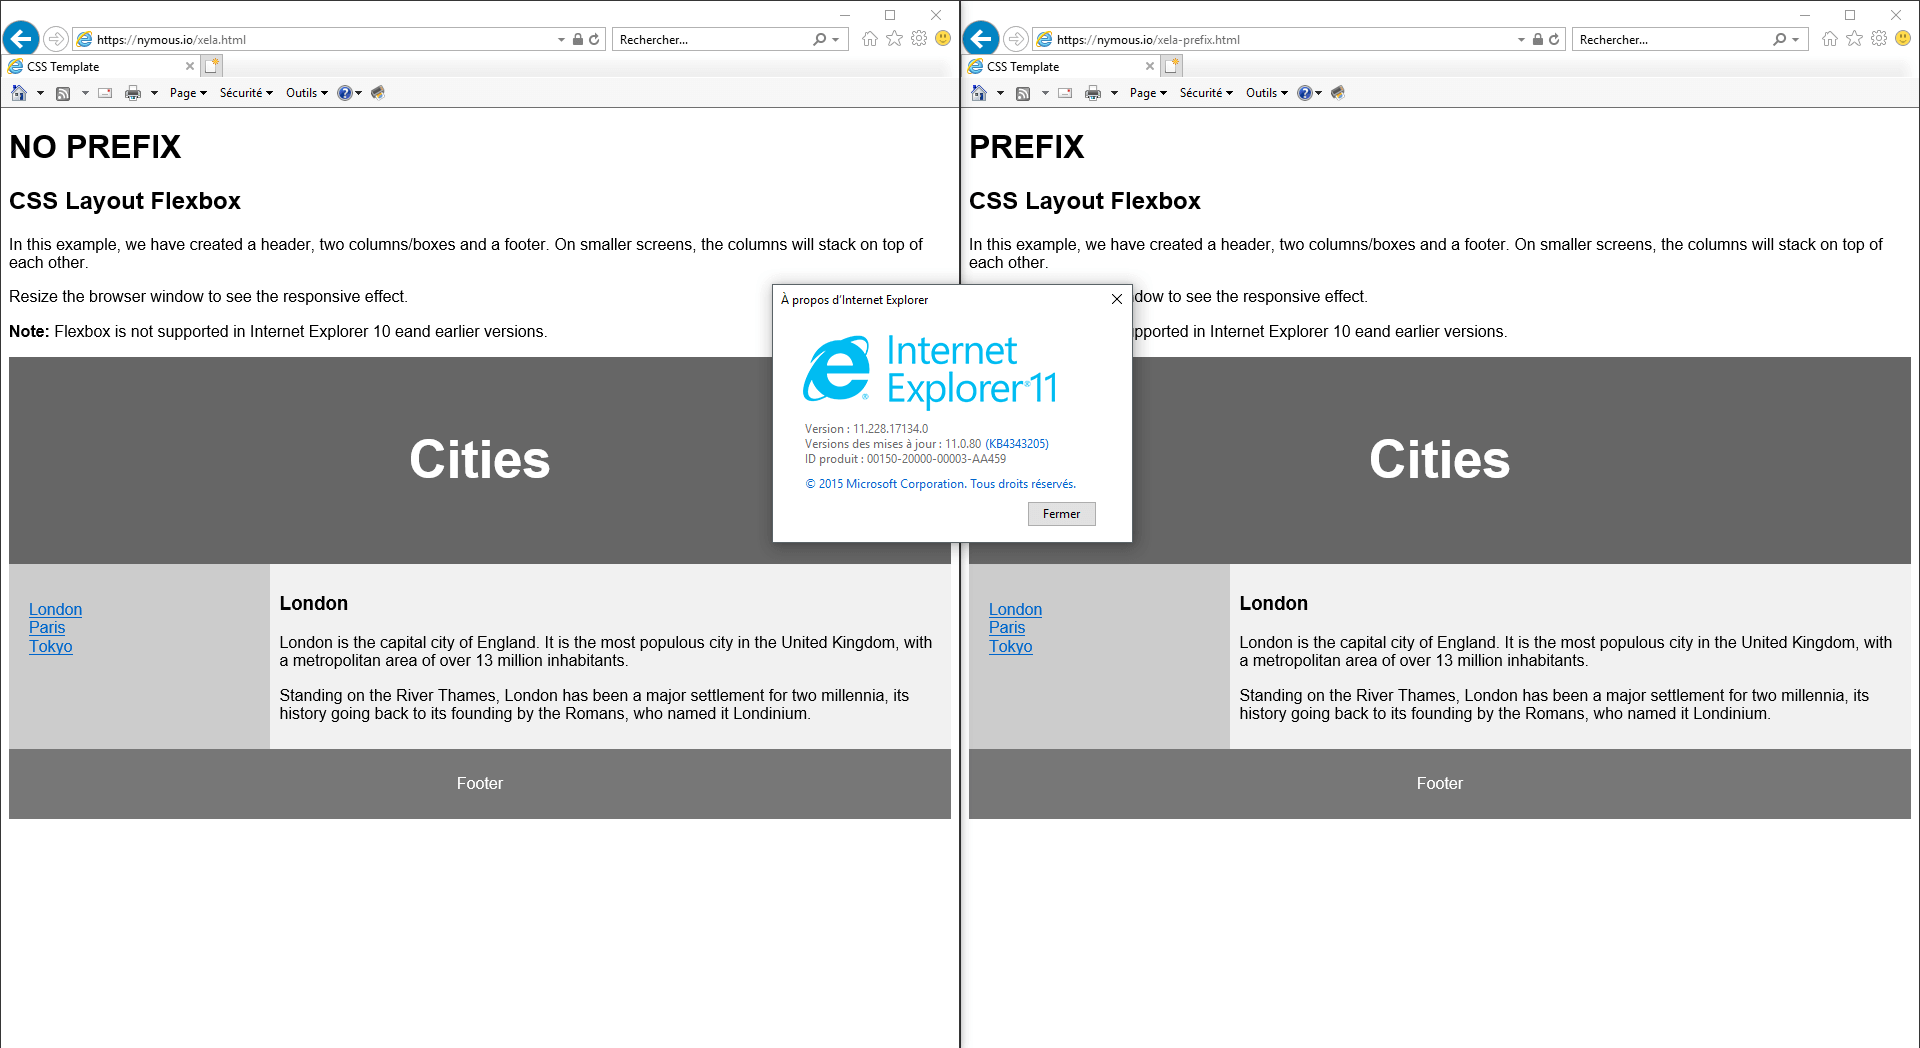 https://nymous.io/xela.html
Rechercher...
CSS Template
Page
Sécurité
Outils
NO PREFIX
CSS Layout Flexbox
In this example, we have created a header, two columns/boxes and a footer. On smaller screens, the columns will stack on top of
each other.
Resize the browser window to see the responsive effect.
Note: Flexbox is not supported in Internet Explorer 10 eand earlier versions.
Cities
London
Paris
Tokyo
London
London is the capital city of England. It is the most populous city in the United Kingdom, with
a metropolitan area of over 13 million inhabitants.
Standing on the River Thames, London has been a major settlement for two millennia, its
history going back to its founding by the Romans, who named it Londinium.
Footer
https://nymous.io/xela-prefix.html
Rechercher...
CSS Template
Page
Sécurité
Outils
PREFIX
CSS Layout Flexbox
In this example, we have created a header, two columns/boxes and a footer. On smaller screens, the columns will stack on top of
each other.
to see the responsive effect.
in Internet Explorer 10 eand earlier versions.
Cities
London
Paris
Tokyo
London
London is the capital city of England. It is the most populous city in the United Kingdom, with
a metropolitan area of over 13 million inhabitants.
Standing on the River Thames, London has been a major settlement for two millennia, its
history going back to its founding by the Romans, who named it Londinium.
Footer
À propos d'Internet Explorer
Internet
Explorer®11
Version : 11.228.17134.0
Versions des mises à jour : 11.0.80 (KB4343205)
ID produit : 00150-20000-00003-AA459
© 2015 Microsoft Corporation. Tous droits réservés.
Fermer